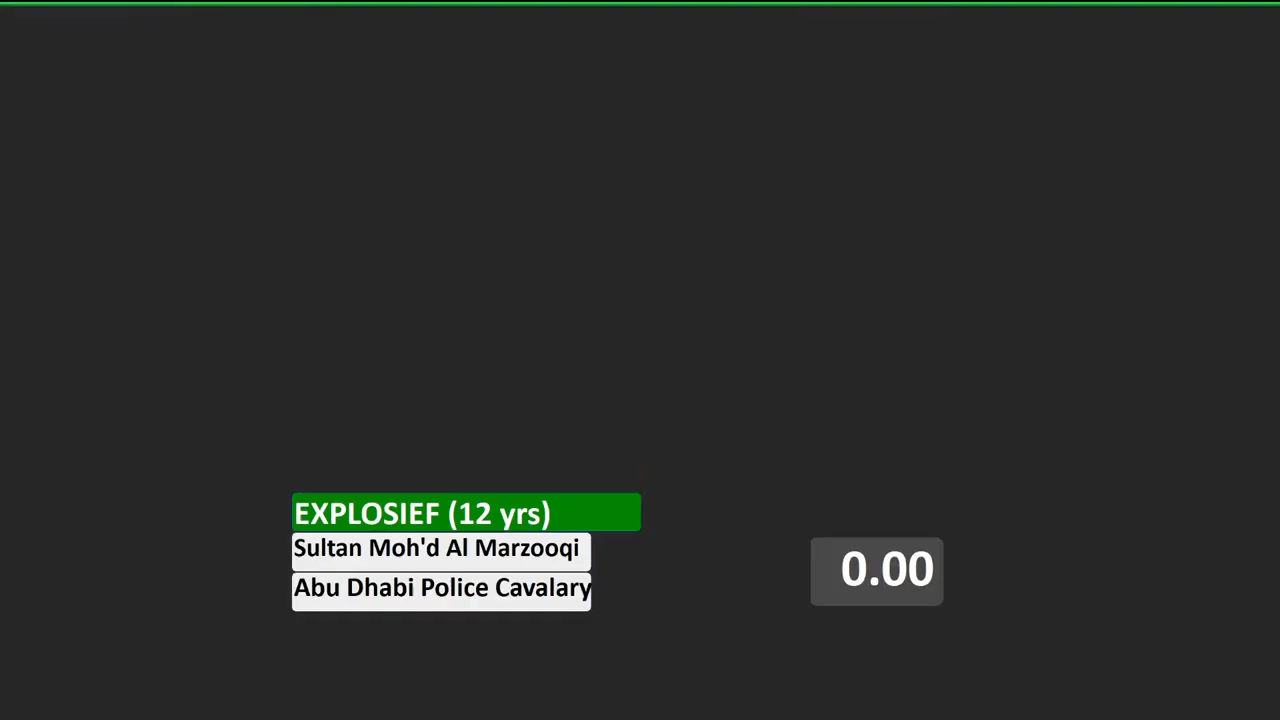 EXPLOSIEF (12 yrs)
Sultan Moh'd Al Marzooqi
Abu Dhabi Police Cavalary
0.00